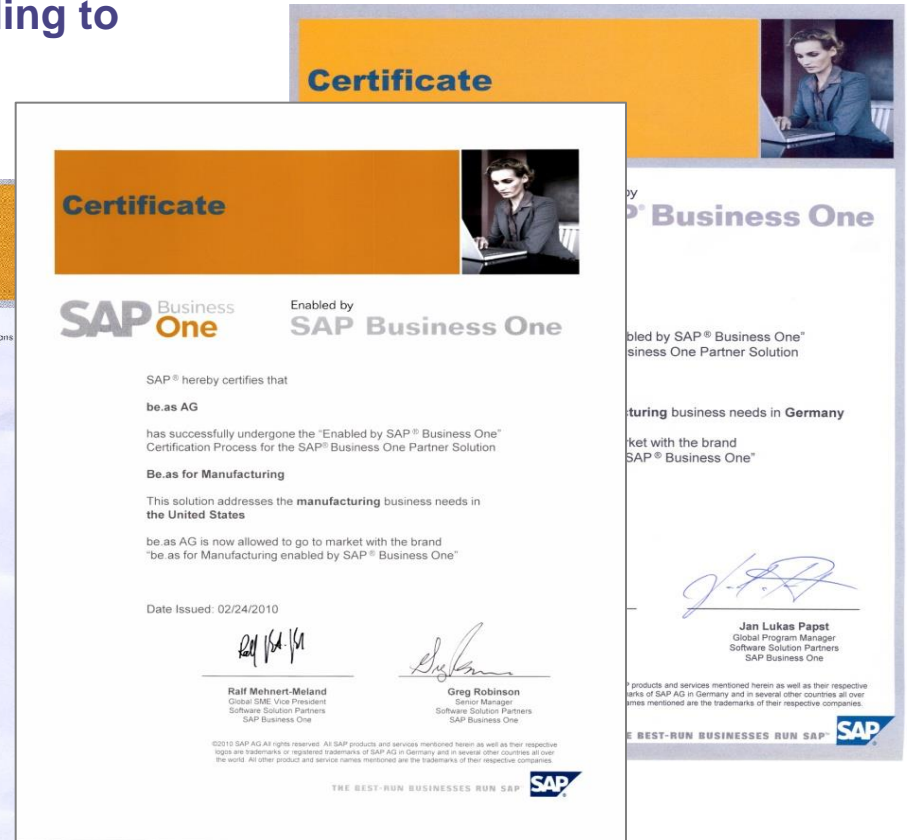 ling to
Certificate
by
Business One
bled by SAP® Business One"
siness One Partner Solution
turing business needs in Germany
ket with the brand
SAP® Business One"
Jan Lukas Papst
Global Program Manager
Software Solution Partners
SAP Business One
products and services mentioned herein as well as their respective
arks of SAP AG in Germany and in several other countries all over
ames mentioned are the trademarks of their respective companies.
E BEST-RUN BUSINESSES RUN SAP™
SAP
Certificate
SAP Business One
Enabled by
SAP Business One
SAP® hereby certifies that
be.as AG
has successfully undergone the "Enabled by SAP® Business One"
Certification Process for the SAP® Business One Partner Solution
Be.as for Manufacturing
This solution addresses the manufacturing business needs in
the United States
be.as AG is now allowed to go to market with the brand
"be.as for Manufacturing enabled by SAP® Business One"
Date Issued: 02/24/2010
Ralf Mehnert-Meland
Global SME Vice President
Software Solution Partners
SAP Business One
Greg Robinson
Senior Manager
Software Solution Partners
SAP Business One
©2010 SAP AG All rights reserved. All SAP products and services mentioned herein as well as their respective
logos are trademarks or registered trademarks of SAP AG in Germany and in several other countries all over
the world. All other product and service names mentioned are the trademarks of their respective companies.
THE BEST-RUN BUSINESSES RUN SAP™
SAP
ons